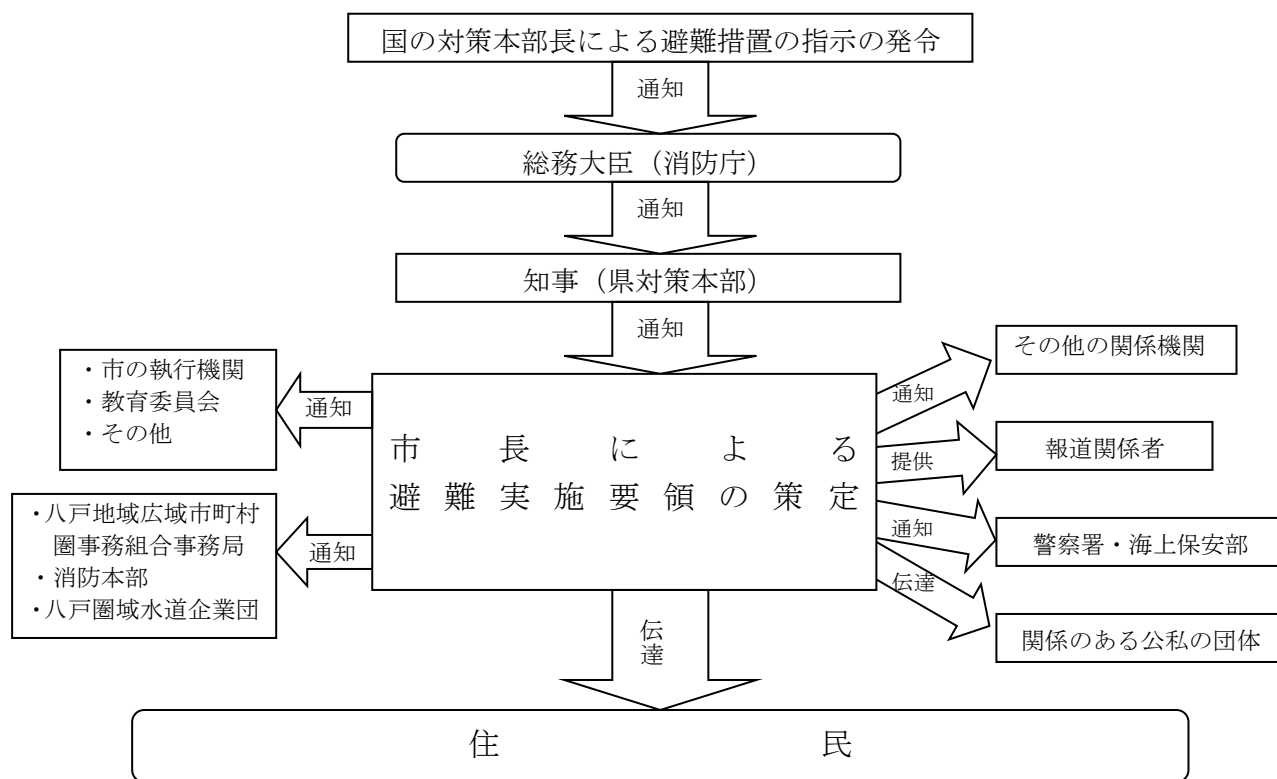 国の対策本部長による避難措置の指示の発令
通知
総務大臣（消防庁）
通知
知事（県対策本部）
通知
・市の執行機関
・教育委員会
・その他
通知
・八戸地域広域市町村
圏事務組合事務局
・消防本部
・八戸圏域水道企業団
通知
市長による
避難実施要領の策定
通知
その他の関係機関
提供
報道関係者
通知
警察署・海上保安部
伝達
関係のある公私の団体
伝達
住民